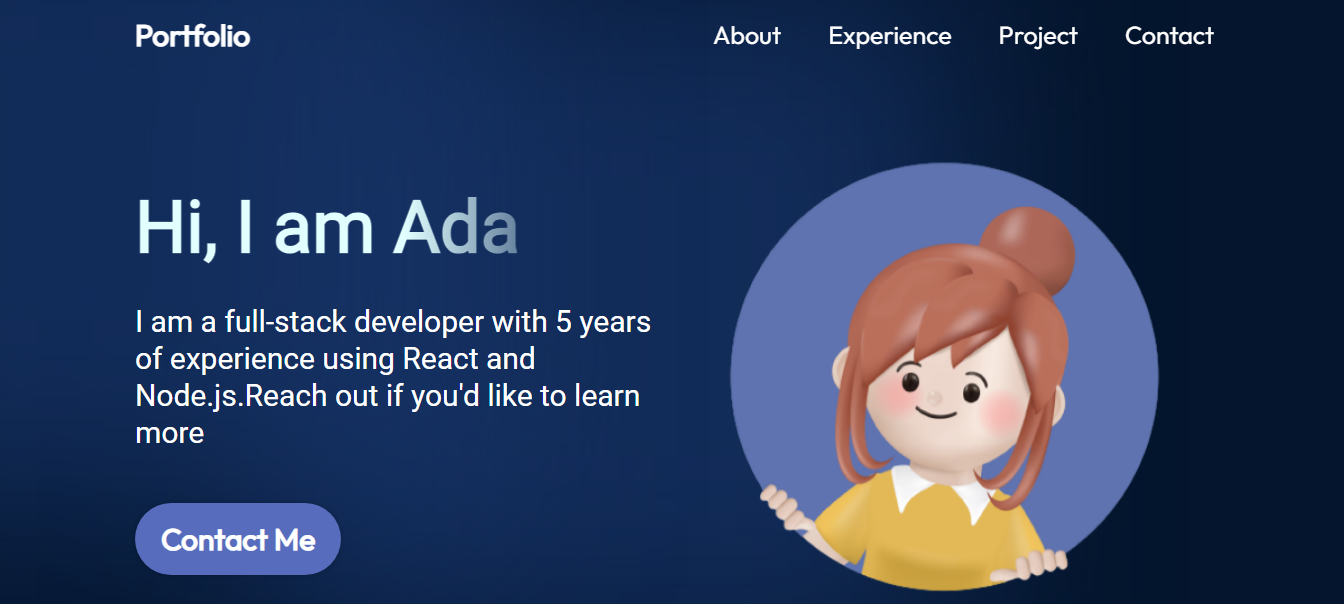 Portfolio
About Experience Project Contact
Hi, I am Ada
I am a full-stack developer with 5 years
of experience using React and
Node.js.Reach out if you'd like to learn
more
Contact Me